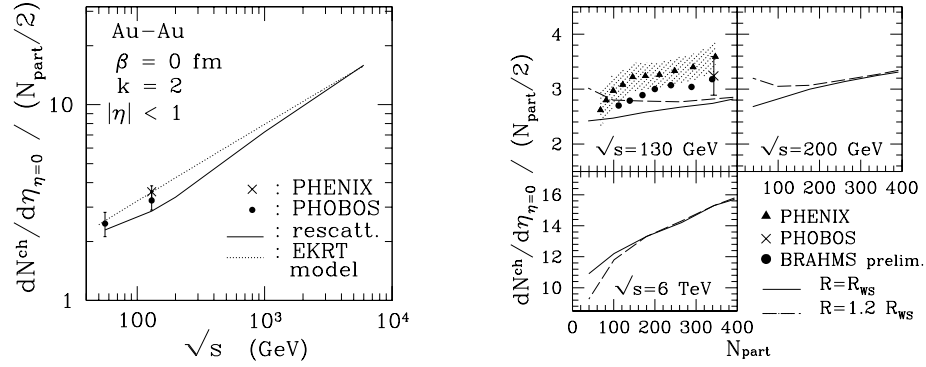 dN^ch/dη_η=0 / (N_part/2)
10
1
Au-Au
β = 0 fm
k = 2
|η| < 1
× : PHENIX
● : PHOBOS
— : rescatt.
····· : EKRT
model
100 10^3 10^4
√s (GeV)
dN^ch/dη_η=0 / (N_part/2)
4
3
2
√s=130 GeV
√s=200 GeV
100 200 300 400
16
14
12
10
√s=6 TeV
0 100 200 300 400
N_part
▲ PHENIX
× PHOBOS
● BRAHMS prelim.
R=R_WS
R=1.2 R_WS